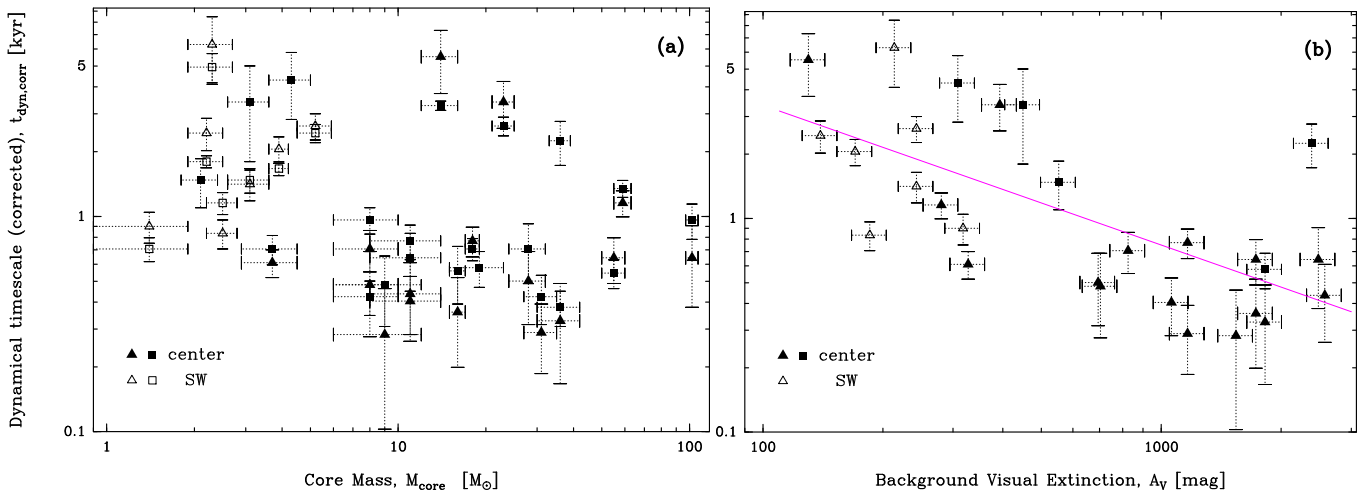 Dynamical timescale (corrected), t_dyn,corr [kyr]
(a)
5
1
0.1
▲ ■ center
△ □ SW
1 10 100
Core Mass, M_core [M_⊙]
(b)
5
1
0.1
▲ ■ center
△ SW
100 1000
Background Visual Extinction, A_V [mag]